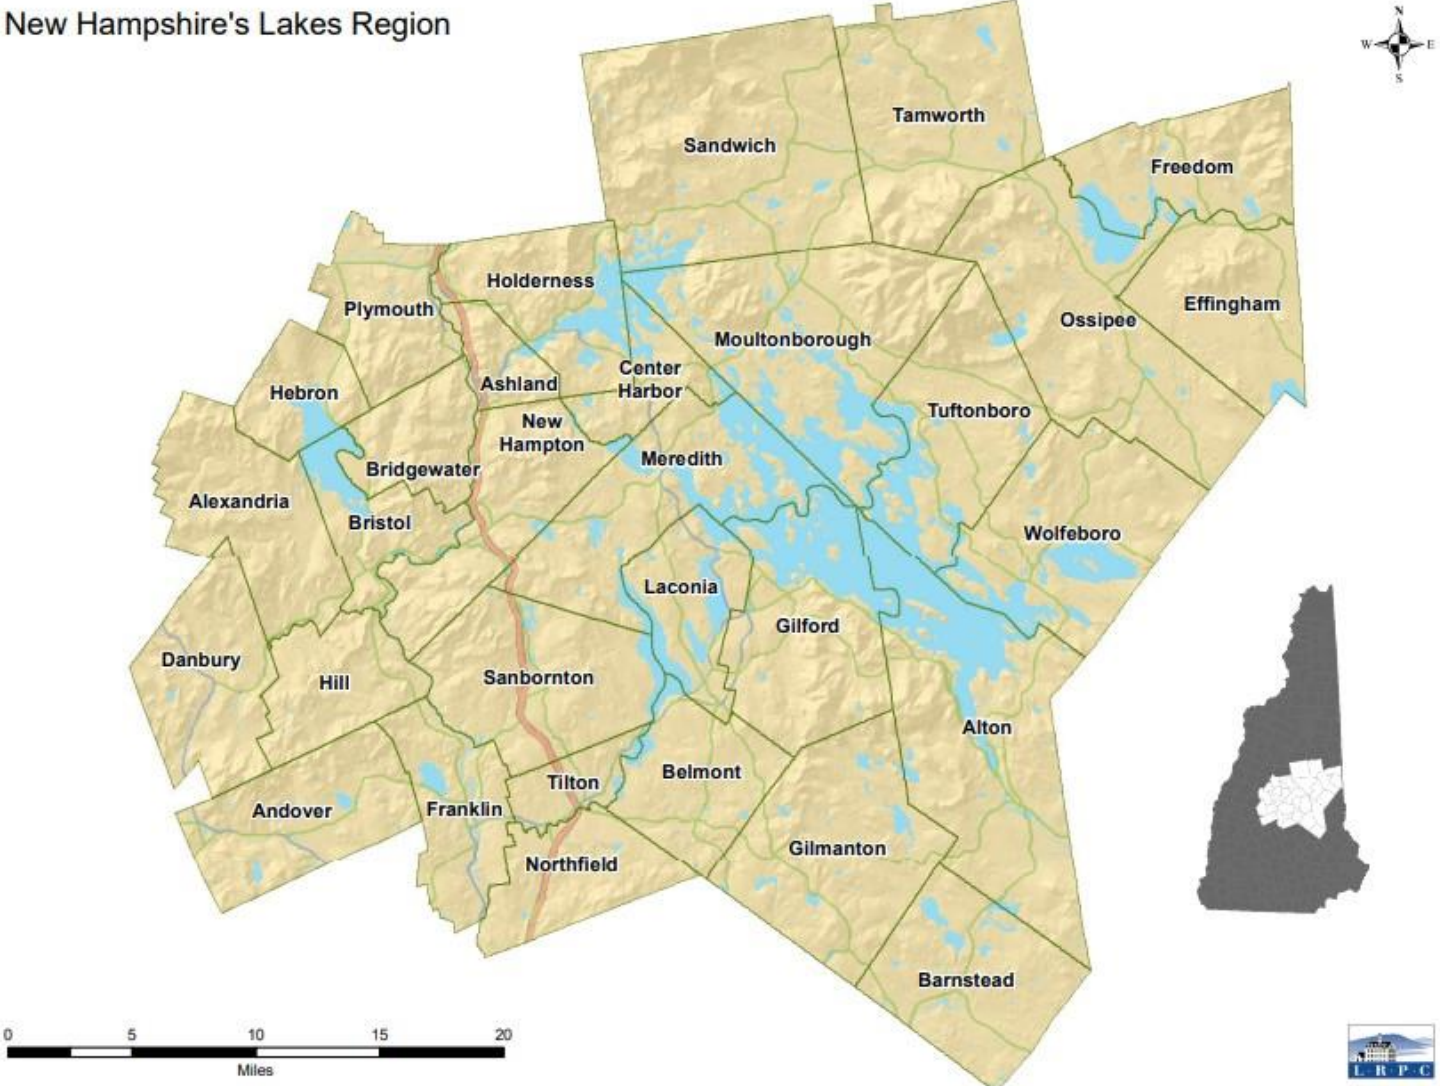 New Hampshire's Lakes Region
N
W E
S
Tamworth
Sandwich
Freedom
Holderness
Plymouth
Effingham
Ossipee
Moultonborough
Center
Harbor
Ashland
Hebron
Tuftonboro
New
Hampton
Meredith
Bridgewater
Alexandria
Bristol
Wolfeboro
Laconia
Gilford
Danbury
Hill
Sanbornton
Alton
Belmont
Tilton
Andover
Franklin
Gilmanton
Northfield
Barnstead
0 5 10 15 20
Miles
L·R·P·C